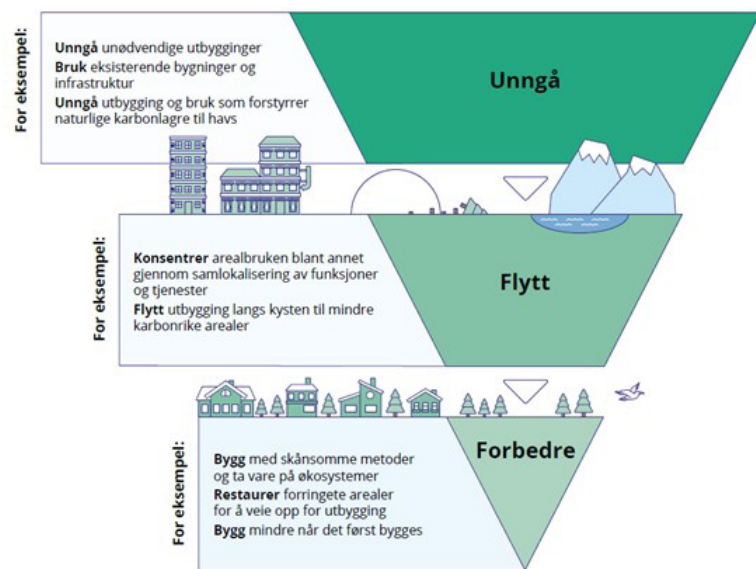 For eksempel:
Unngå unødvendige utbygginger
Bruk eksisterende bygninger og
infrastruktur
Unngå utbygging og bruk som forstyrrer
naturlige karbonlagre til havs
Unngå
For eksempel:
Konsentrer arealbruken blant annet
gjennom samlokalisering av funksjoner
og tjenester
Flytt utbygging langs kysten til mindre
karbonrike arealer
Flytt
For eksempel:
Bygg med skånsomme metoder
og ta vare på økosystemer
Restaurer forringete arealer
for å veie opp for utbygging
Bygg mindre når det først bygges
Forbedre